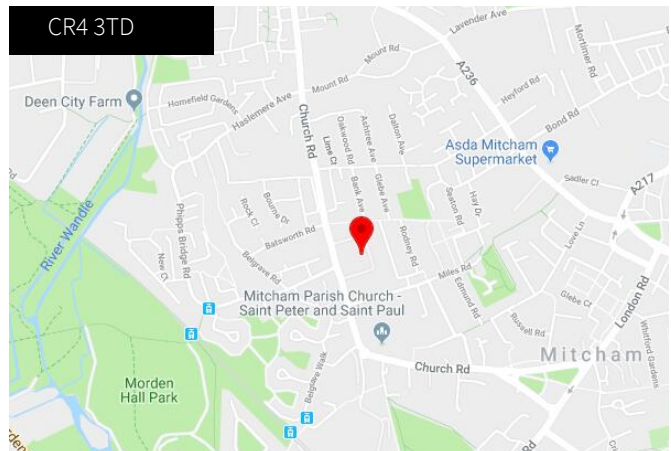 CR4 3TD
Lavender Ave
Mortimer Rd
Mount Rd
A236
Deen City Farm
Homefield Gardens
Haslemere Ave
Mount Rd
Heyford Rd
Bond Rd
Church Rd
Lime Ct
Oakwood Rd
Ashtree Ave
Dalton Ave
Asda Mitcham
Supermarket
Rd
Sadler Cl
A217
Bank Ave
Glebe Ave
Seaton Rd
Hay Dr
River Wandle
Phipps Bridge Rd
Rock Cl
Bourne Dr
Batsworth Rd
Rodney Rd
Love Ln
New Cl
Belgrave Rd
Miles Rd
Edmund Rd
Glebe Ct
London Rd
Mitcham Parish Church -
Saint Peter and Saint Paul
Russell Rd
Whitford Gardens
Mitcham
Church Rd
Morden
Hall Park
Belgrave Walk
Rd